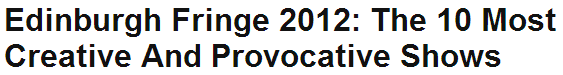 Edinburgh Fringe 2012: The 10 Most
Creative And Provocative Shows